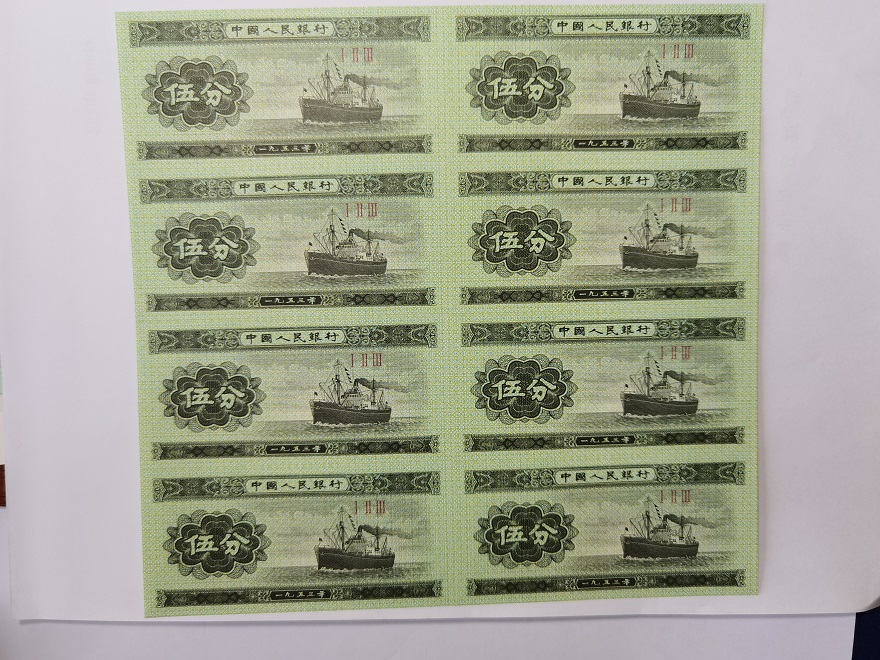 中國人民銀行
I II III
伍分
一九五三年
中國人民銀行
I II III
伍分
一九五三年
中國人民銀行
I II III
伍分
一九五三年
中國人民銀行
I II III
伍分
一九五三年
中國人民銀行
I II III
伍分
一九五三年
中國人民銀行
I II III
伍分
一九五三年
中國人民銀行
I II III
伍分
一九五三年
中國人民銀行
I II III
伍分
一九五三年